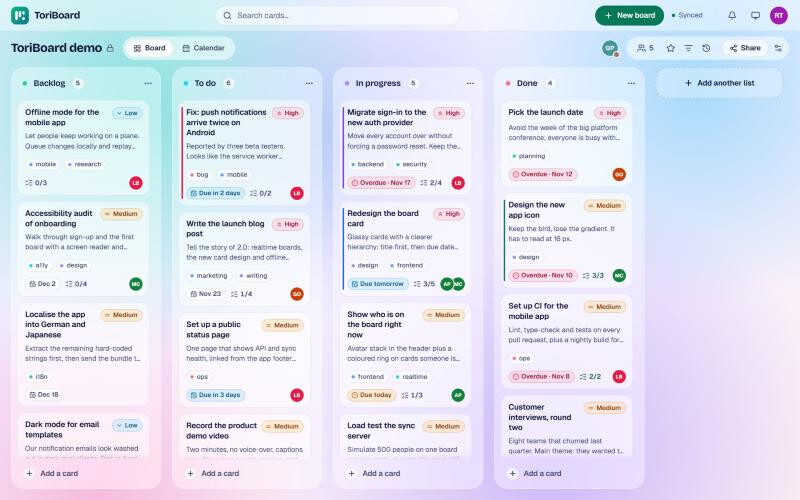 ToriBoard
Search cards...
New board
Synced
RT
ToriBoard demo
Board
Calendar
GP
5
Share
Backlog 5
Offline mode for the
mobile app
Low
Let people keep working on a plane.
Queue changes locally and replay...
mobile
research
0/3
LB
Accessibility audit
of onboarding
Medium
Walk through sign-up and the first
board with a screen reader and...
a11y
design
Dec 2
0/4
MC
Localise the app
into German and
Japanese
Medium
Extract the remaining hard-coded
strings first, then send the bundle t...
i18n
Dec 18
Dark mode for email
templates
Low
Our notification emails look washed
Add a card
To do 6
Fix: push notifications
arrive twice on
Android
High
Reported by three beta testers.
Looks like the service worker...
bug
mobile
Due in 2 days
0/2
LB
Write the launch blog
post
High
Tell the story of 2.0: realtime boards,
the new card design and offline...
marketing
writing
Nov 23
1/4
GO
Set up a public
status page
Medium
One page that shows API and sync
health, linked from the app footer...
ops
Due in 3 days
LB
Record the product
demo video
Medium
Two minutes, no voice-over, captions
Add a card
In progress 5
Migrate sign-in to the
new auth provider
High
Move every account over without
forcing a password reset. Keep the...
backend
security
Overdue · Nov 17
2/4
LB
Redesign the board
card
High
Glassy cards with a clearer
hierarchy: title first, then due date...
design
frontend
Due tomorrow
3/5
AP
MC
Show who is on
the board right
now
Medium
Avatar stack in the header plus a
coloured ring on cards someone is...
frontend
realtime
Due today
1/3
AP
Load test the sync
server
Medium
Simulate 500 people on one board
Add a card
Done 4
Pick the launch date
High
Avoid the week of the big platform
conference; everyone is busy with...
planning
Overdue · Nov 12
GO
Design the new
app icon
Medium
Keep the bird, lose the gradient. It
has to read at 16 px.
design
Overdue · Nov 10
3/3
MC
Set up CI for the
mobile app
Medium
Lint, type-check and tests on every
pull request, plus a nightly build for...
ops
Overdue · Nov 8
2/2
LB
Customer
interviews, round
two
Medium
Eight teams that churned last
quarter. Main theme: they wanted t...
Add a card
Add another list